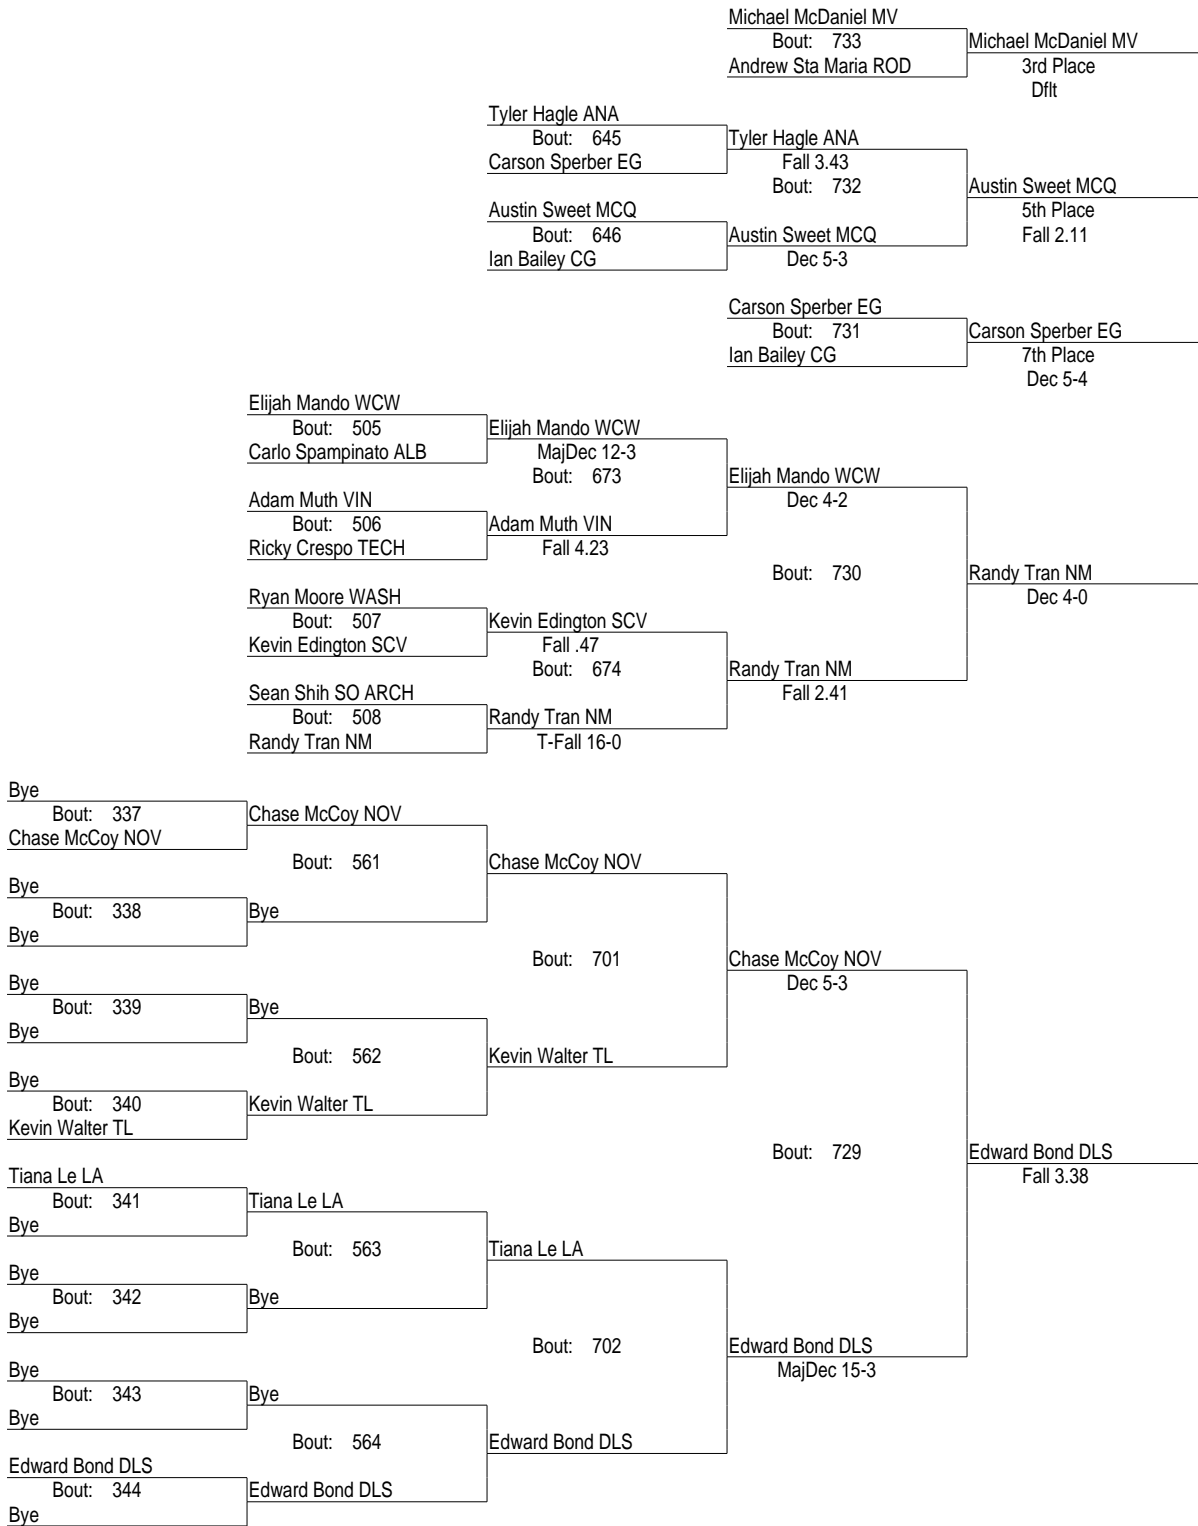 Michael McDaniel MV
Bout: 733
Michael McDaniel MV
Andrew Sta Maria ROD
3rd Place
Dflt
Tyler Hagle ANA
Bout: 645
Tyler Hagle ANA
Carson Sperber EG
Fall 3.43
Bout: 732
Austin Sweet MCQ
Austin Sweet MCQ
5th Place
Bout: 646
Austin Sweet MCQ
Fall 2.11
Ian Bailey CG
Dec 5-3
Carson Sperber EG
Bout: 731
Carson Sperber EG
Ian Bailey CG
7th Place
Dec 5-4
Elijah Mando WCW
Bout: 505
Elijah Mando WCW
Carlo Spampinato ALB
MajDec 12-3
Bout: 673
Elijah Mando WCW
Adam Muth VIN
Dec 4-2
Bout: 506
Adam Muth VIN
Ricky Crespo TECH
Fall 4.23
Bout: 730
Randy Tran NM
Ryan Moore WASH
Dec 4-0
Bout: 507
Kevin Edington SCV
Kevin Edington SCV
Fall .47
Bout: 674
Randy Tran NM
Sean Shih SO ARCH
Fall 2.41
Bout: 508
Randy Tran NM
Randy Tran NM
T-Fall 16-0
Bye
Bout: 337
Chase McCoy NOV
Chase McCoy NOV
Bout: 561
Chase McCoy NOV
Bye
Bout: 338
Bye
Bye
Bout: 701
Chase McCoy NOV
Bye
Dec 5-3
Bout: 339
Bye
Bye
Bout: 562
Kevin Walter TL
Bye
Bout: 340
Kevin Walter TL
Kevin Walter TL
Bout: 729
Edward Bond DLS
Tiana Le LA
Fall 3.38
Bout: 341
Tiana Le LA
Bye
Bout: 563
Tiana Le LA
Bye
Bout: 342
Bye
Bye
Bout: 702
Edward Bond DLS
Bye
MajDec 15-3
Bout: 343
Bye
Bye
Bout: 564
Edward Bond DLS
Edward Bond DLS
Bout: 344
Edward Bond DLS
Bye